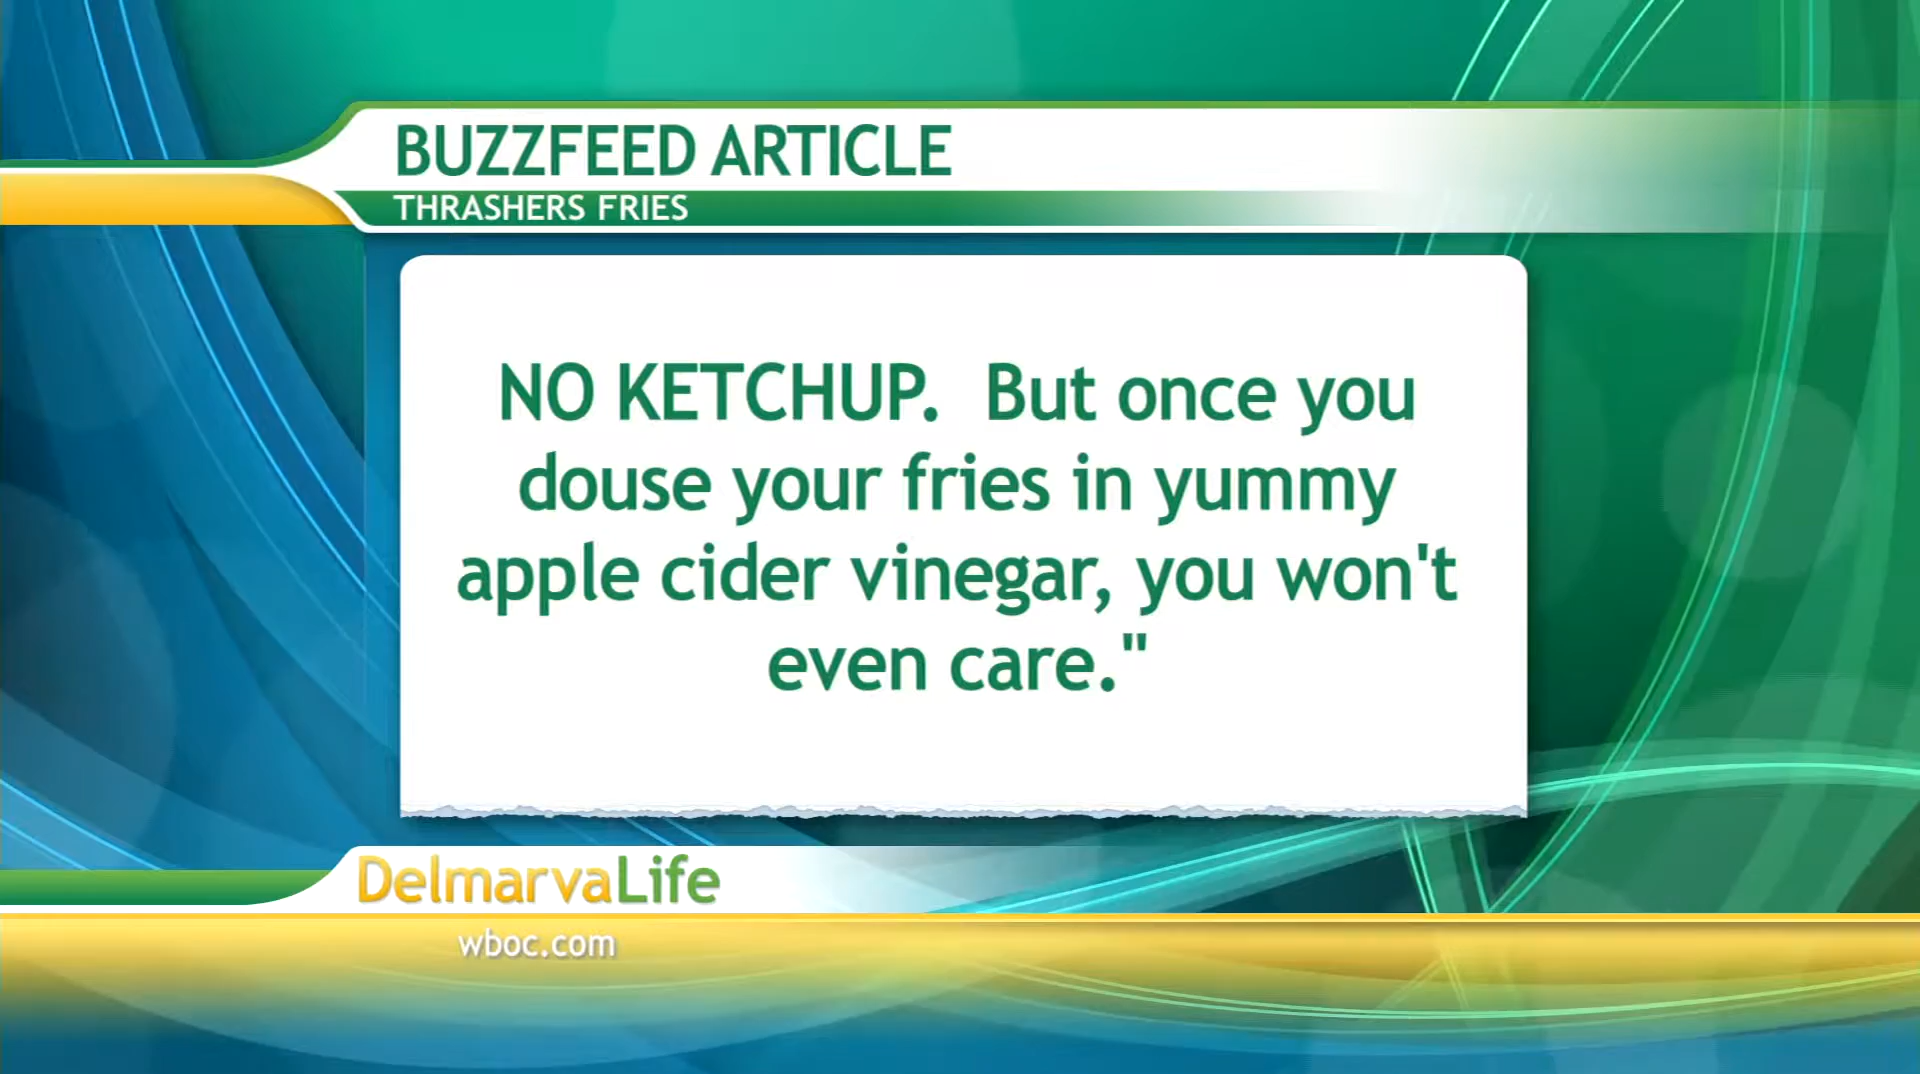 BUZZFEED ARTICLE
THRASHERS FRIES
NO KETCHUP.  But once you
douse your fries in yummy
apple cider vinegar, you won't
even care."
DelmarvaLife
wboc.com